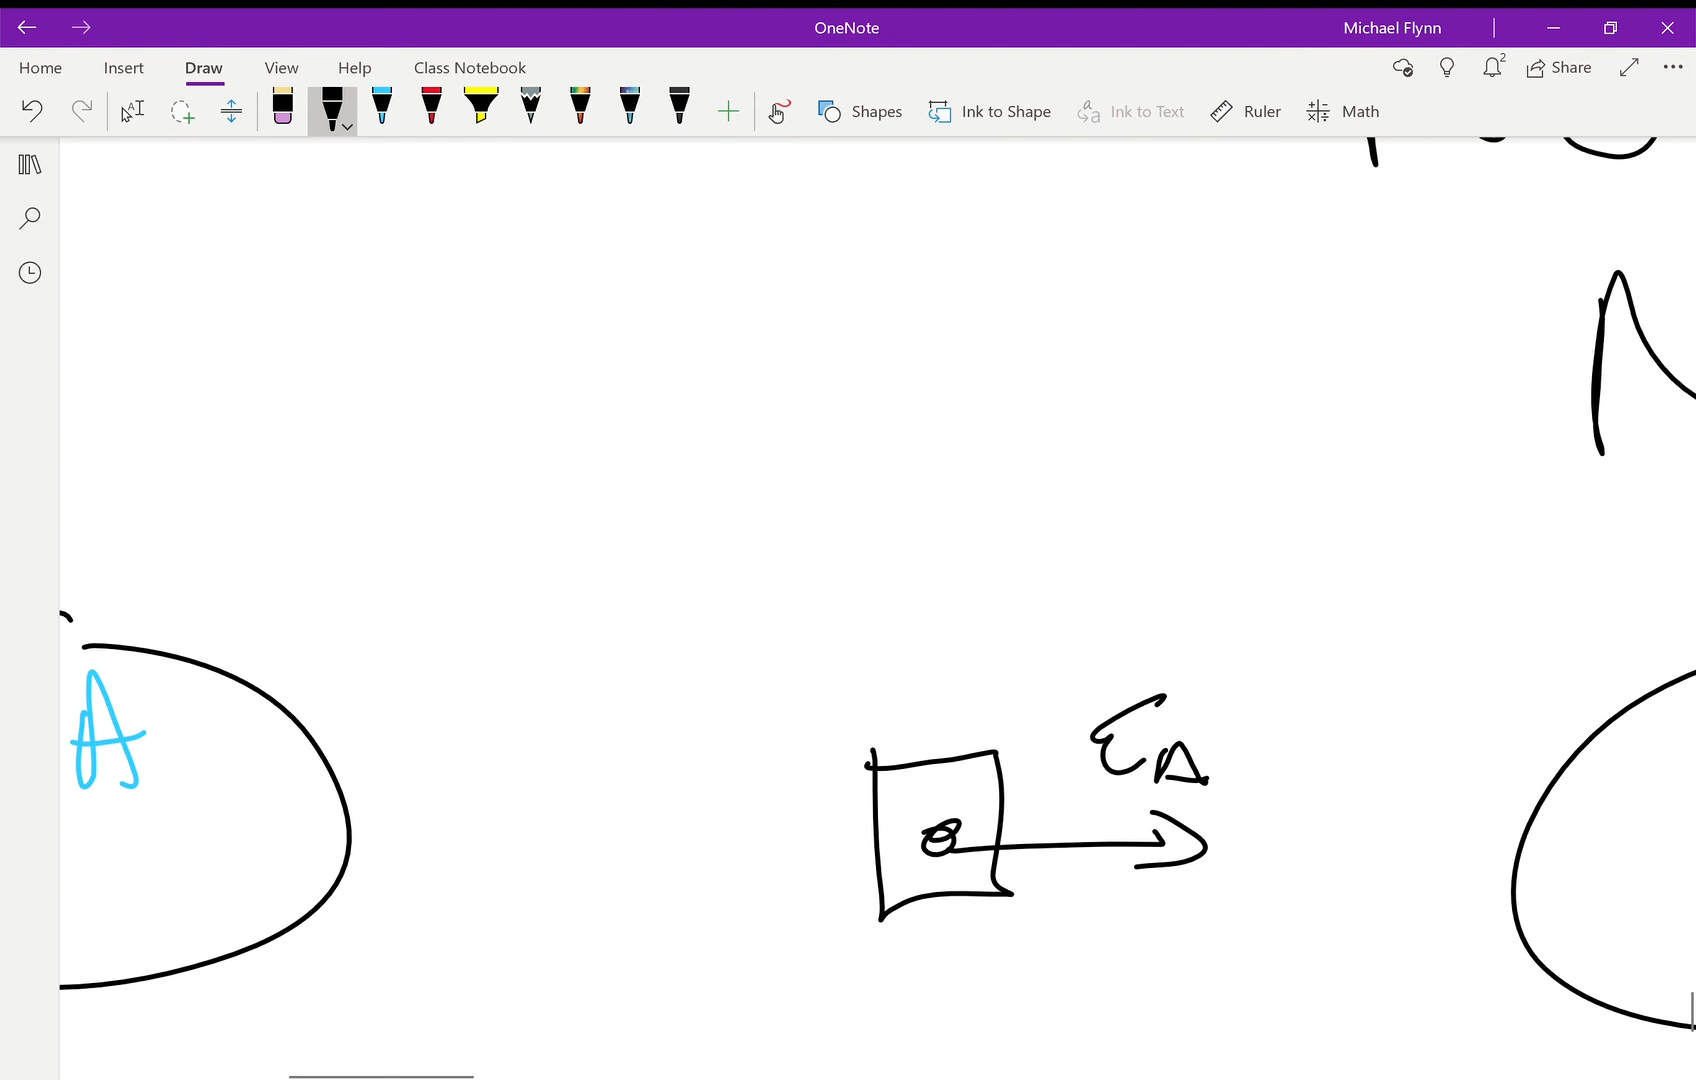 OneNote
Michael Flynn
Home Insert Draw View Help Class Notebook
2 Share
Shapes Ink to Shape Ink to Text Ruler Math
A